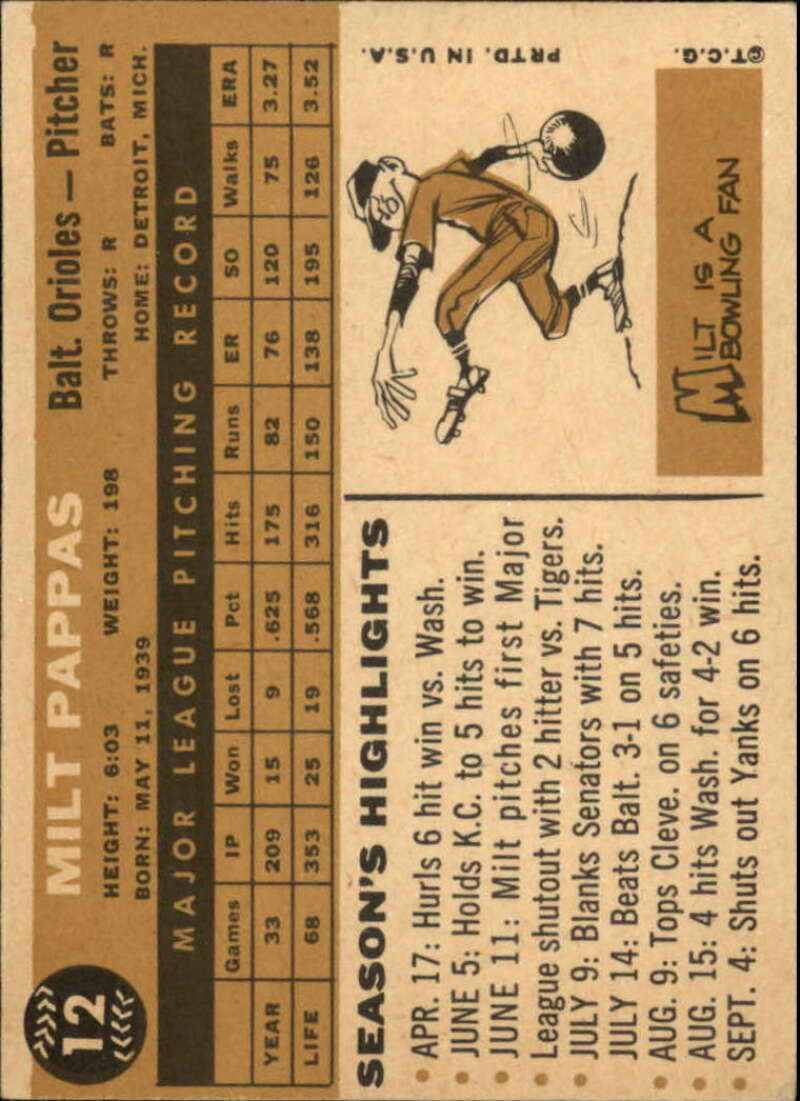 12
MILT PAPPAS
Balt. Orioles — Pitcher
HEIGHT: 6:03 WEIGHT: 198 THROWS: R BATS: R
BORN: MAY 11, 1939 HOME: DETROIT, MICH.
MAJOR LEAGUE PITCHING RECORD
Games IP Won Lost Pct Hits Runs ER SO Walks ERA
YEAR 33 209 15 9 .625 175 82 76 120 75 3.27
LIFE 68 353 25 19 .568 316 150 138 195 126 3.52
SEASON'S HIGHLIGHTS
• APR. 17: Hurls 6 hit win vs. Wash.
• JUNE 5: Holds K.C. to 5 hits to win.
• JUNE 11: Milt pitches first Major
League shutout with 2 hitter vs. Tigers.
• JULY 9: Blanks Senators with 7 hits.
JULY 14: Beats Balt. 3-1 on 5 hits.
• AUG. 9: Tops Cleve. on 6 safeties.
• AUG. 15: 4 hits Wash. for 4-2 win.
• SEPT. 4: Shuts out Yanks on 6 hits.
MILT IS A
BOWLING FAN
© T.C.G. PRTD. IN U.S.A.